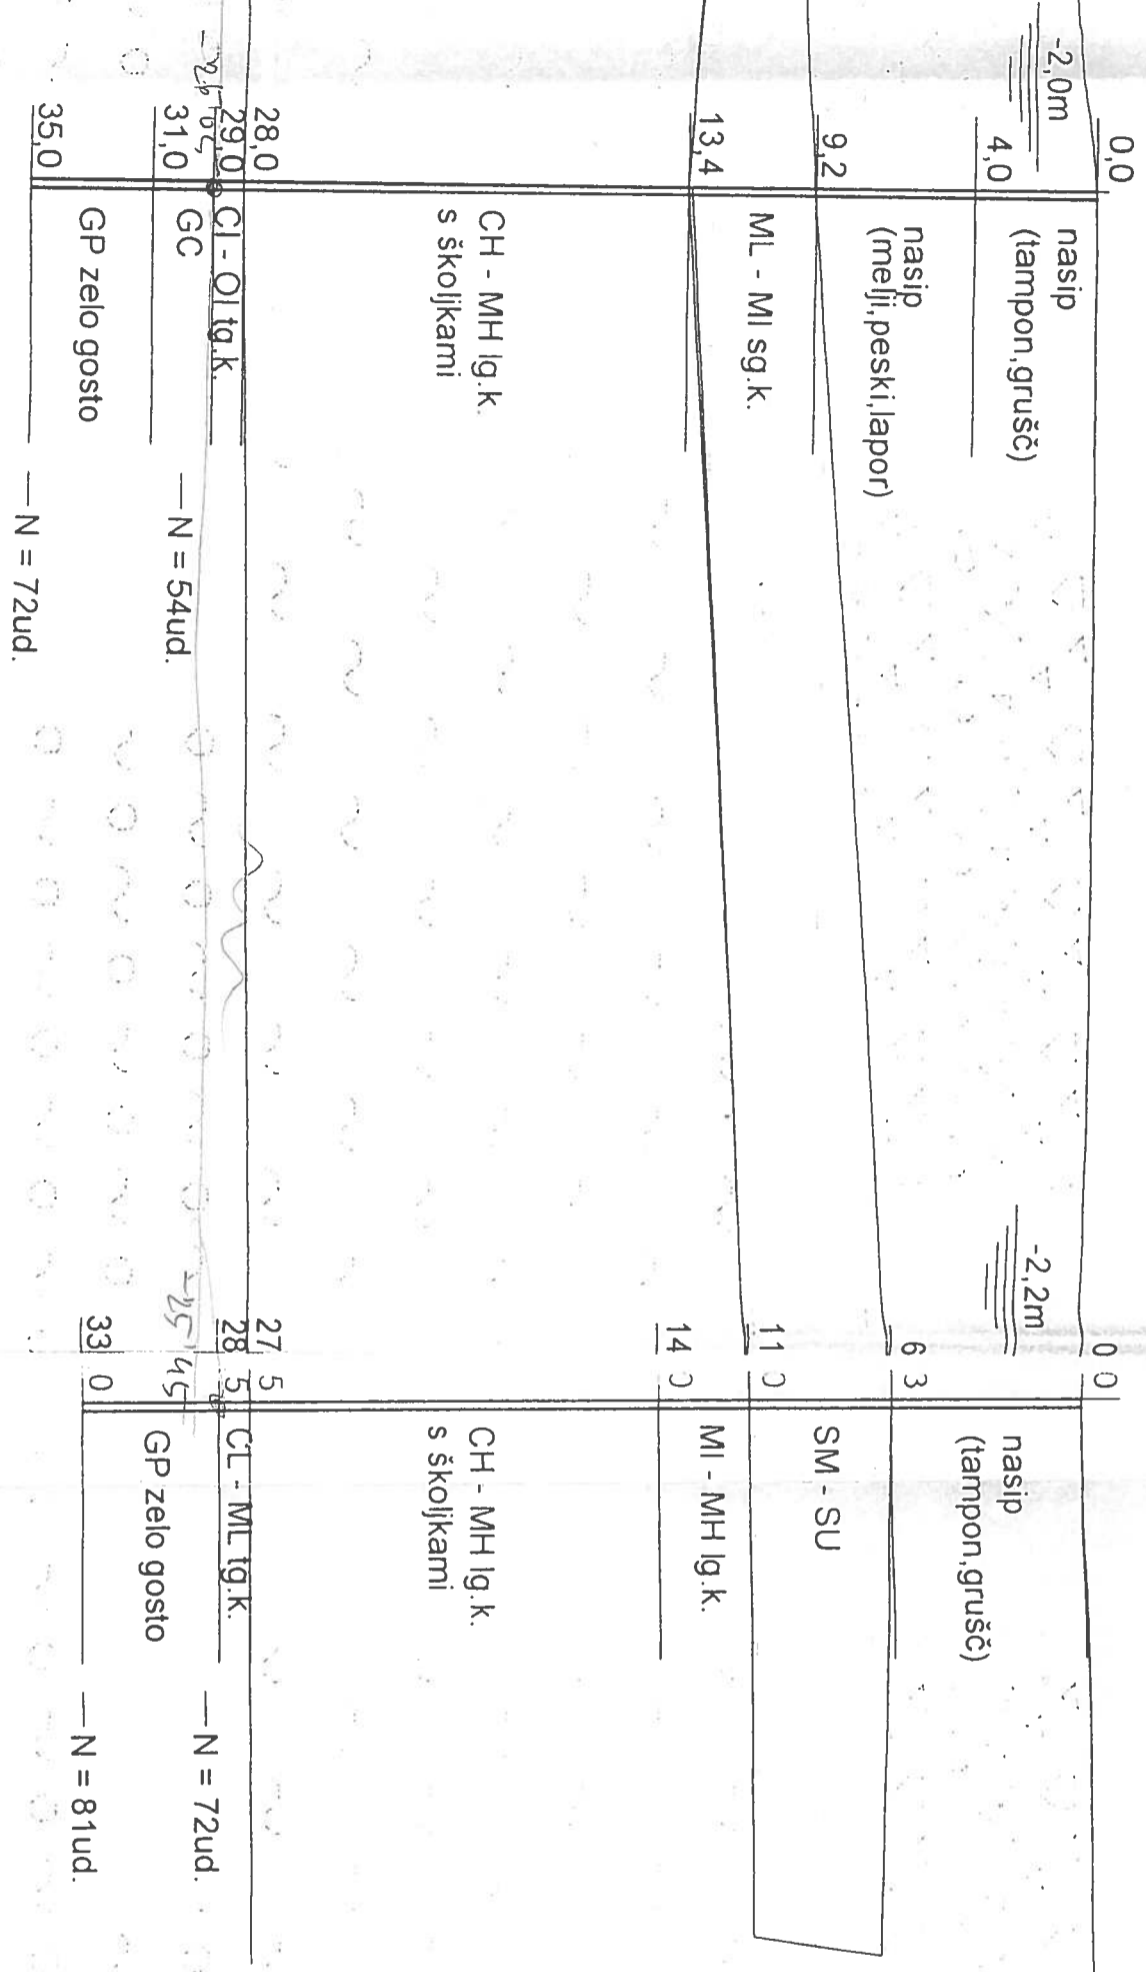 0,0
-2,0m
nasip
(tampon,grušč)
4,0
nasip
(melji,peski,lapor)
9,2
ML - MI sg.k.
13,4
CH - MH lg.k.
s školjkami
28,0
CI - OI tg.k.
29,0
GC
31,0
—N = 54ud.
GP zelo gosto
35,0
—N = 72ud.
0 0
-2,2m
nasip
(tampon,grušč)
6 3
SM - SU
11 0
MI - MH lg.k.
14 0
CH - MH lg.k.
s školjkami
27 5
CL - ML tg.k.
28 5
-25,45
—N = 72ud.
GP zelo gosto
33 0
—N = 81ud.